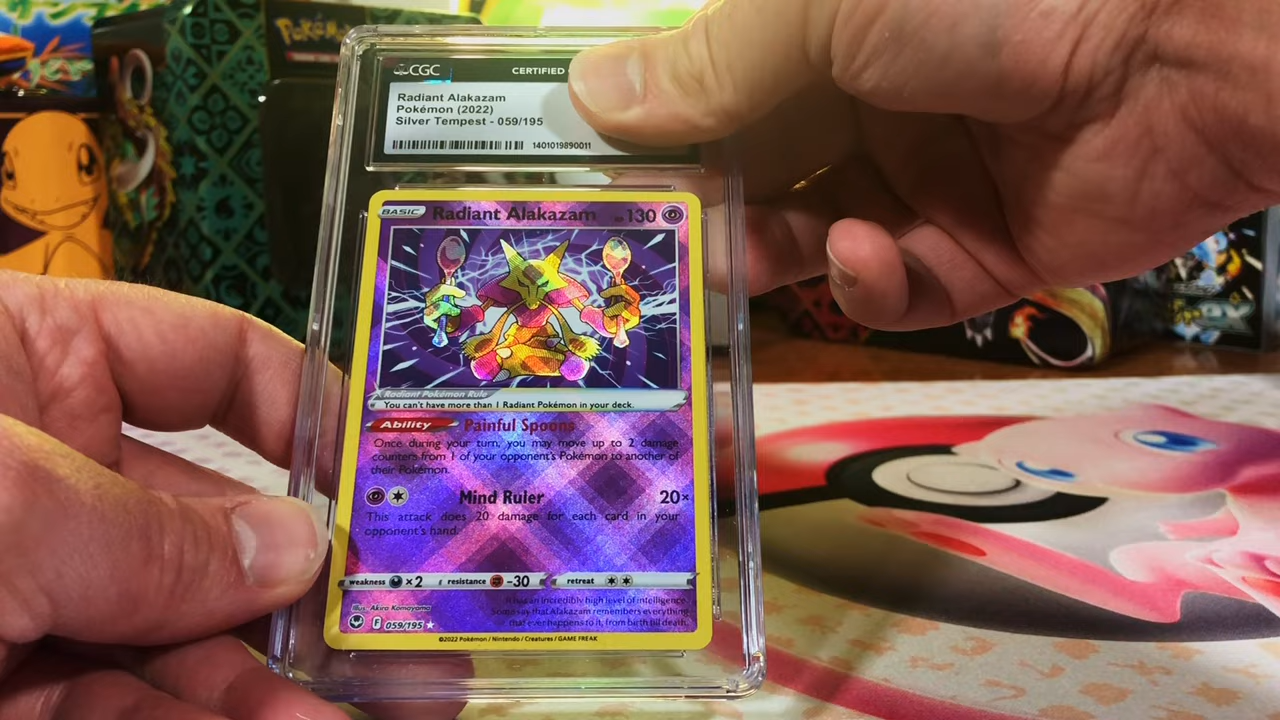 Pokémon
CGC
CERTIFIED
Radiant Alakazam
Pokémon (2022)
Silver Tempest - 059/195
1401019890011
BASIC
Radiant Alakazam
HP 130
Radiant Pokémon Rule
You can't have more than 1 Radiant Pokémon in your deck.
Ability Painful Spoons
Once during your turn, you may move up to 2 damage
counters from 1 of your opponent's Pokémon to another of
their Pokémon.
Mind Ruler 20×
This attack does 20 damage for each card in your
opponent's hand.
weakness ×2 resistance -30 retreat
Illus. Akira Komayama
It has an incredibly high level of intelligence.
Some say that Alakazam remembers everything
that ever happens to it, from birth till death.
F 059/195
©2022 Pokémon / Nintendo / Creatures / GAME FREAK
ex